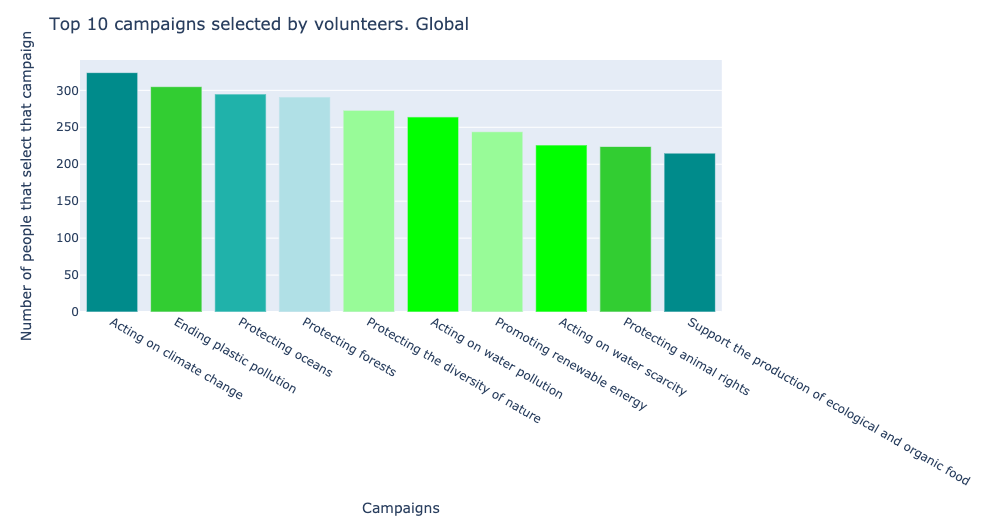 Top 10 campaigns selected by volunteers. Global
Number of people that select that campaign
300
250
200
150
100
50
0
Acting on climate change
Ending plastic pollution
Protecting oceans
Protecting forests
Protecting the diversity of nature
Acting on water pollution
Promoting renewable energy
Acting on water scarcity
Protecting animal rights
Support the production of ecological and organic food
Campaigns